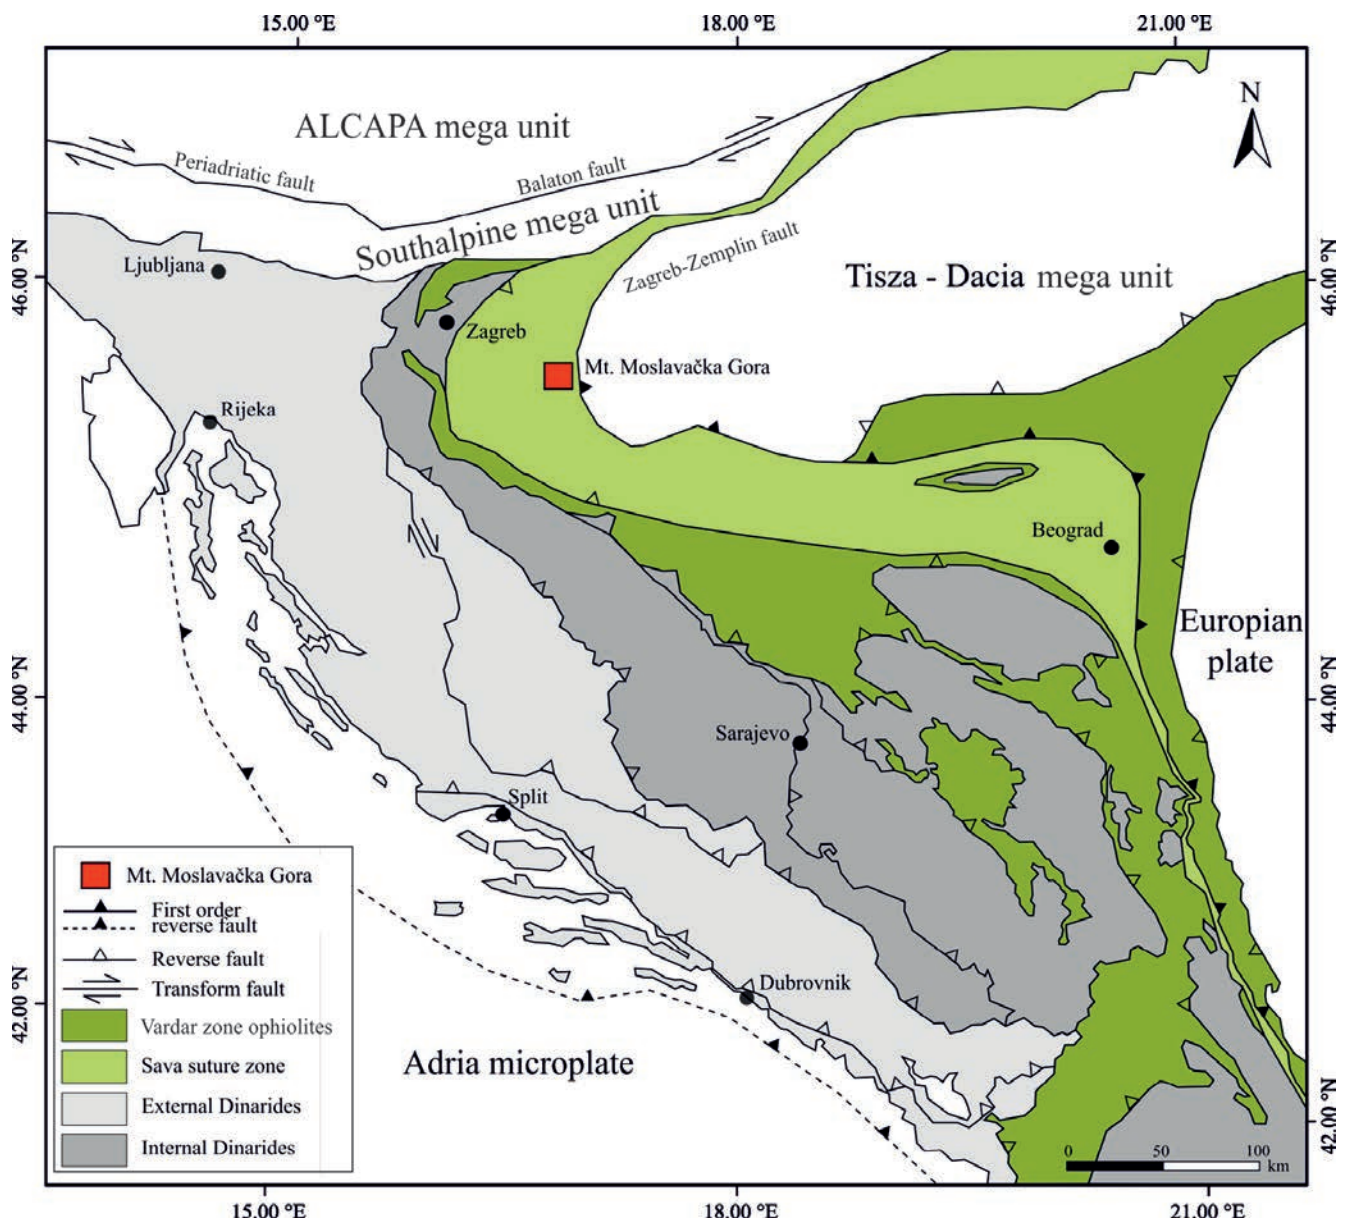 15.00 °E
18.00 °E
21.00 °E
N
ALCAPA mega unit
Periadriatic fault
Balaton fault
Southalpine mega unit
Zagreb-Zemplin fault
Tisza - Dacia mega unit
46.00 °N
46.00 °N
Ljubljana
Zagreb
Mt. Moslavačka Gora
Rijeka
Beograd
Europian
plate
44.00 °N
44.00 °N
Sarajevo
Split
Dubrovnik
Adria microplate
42.00 °N
42.00 °N
Mt. Moslavačka Gora
First order
reverse fault
Reverse fault
Transform fault
Vardar zone ophiolites
Sava suture zone
External Dinarides
Internal Dinarides
0
50
100
km
15.00 °E
18.00 °E
21.00 °E